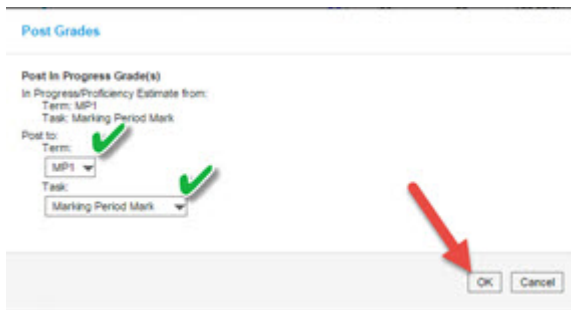 Post Grades
Post In Progress Grade(s)
In Progress/Proficiency Estimate from:
Term: MP1
Task: Marking Period Mark
Post to:
Term:
MP1
Task:
Marking Period Mark
OK Cancel